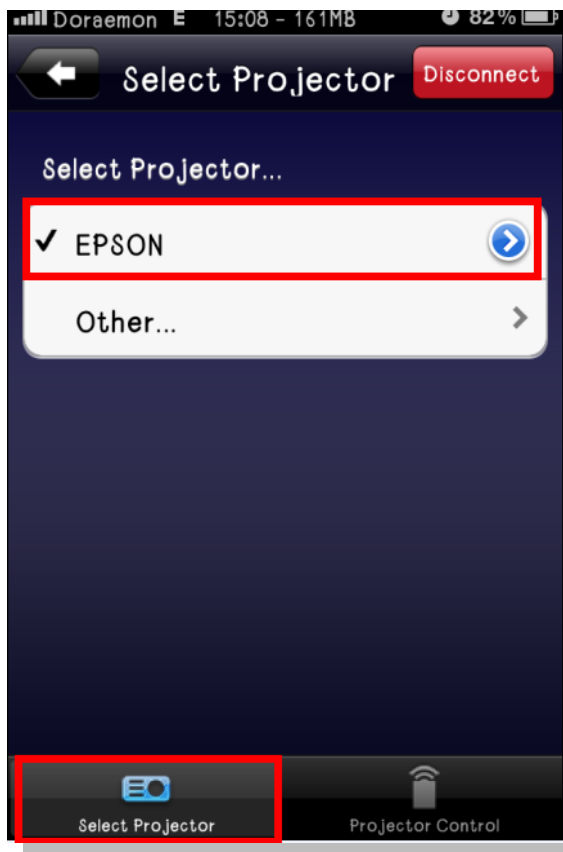 Doraemon E 15:08 - 161MB 82%
Select Projector Disconnect
Select Projector...
✓ EPSON
Other...
Select Projector Projector Control